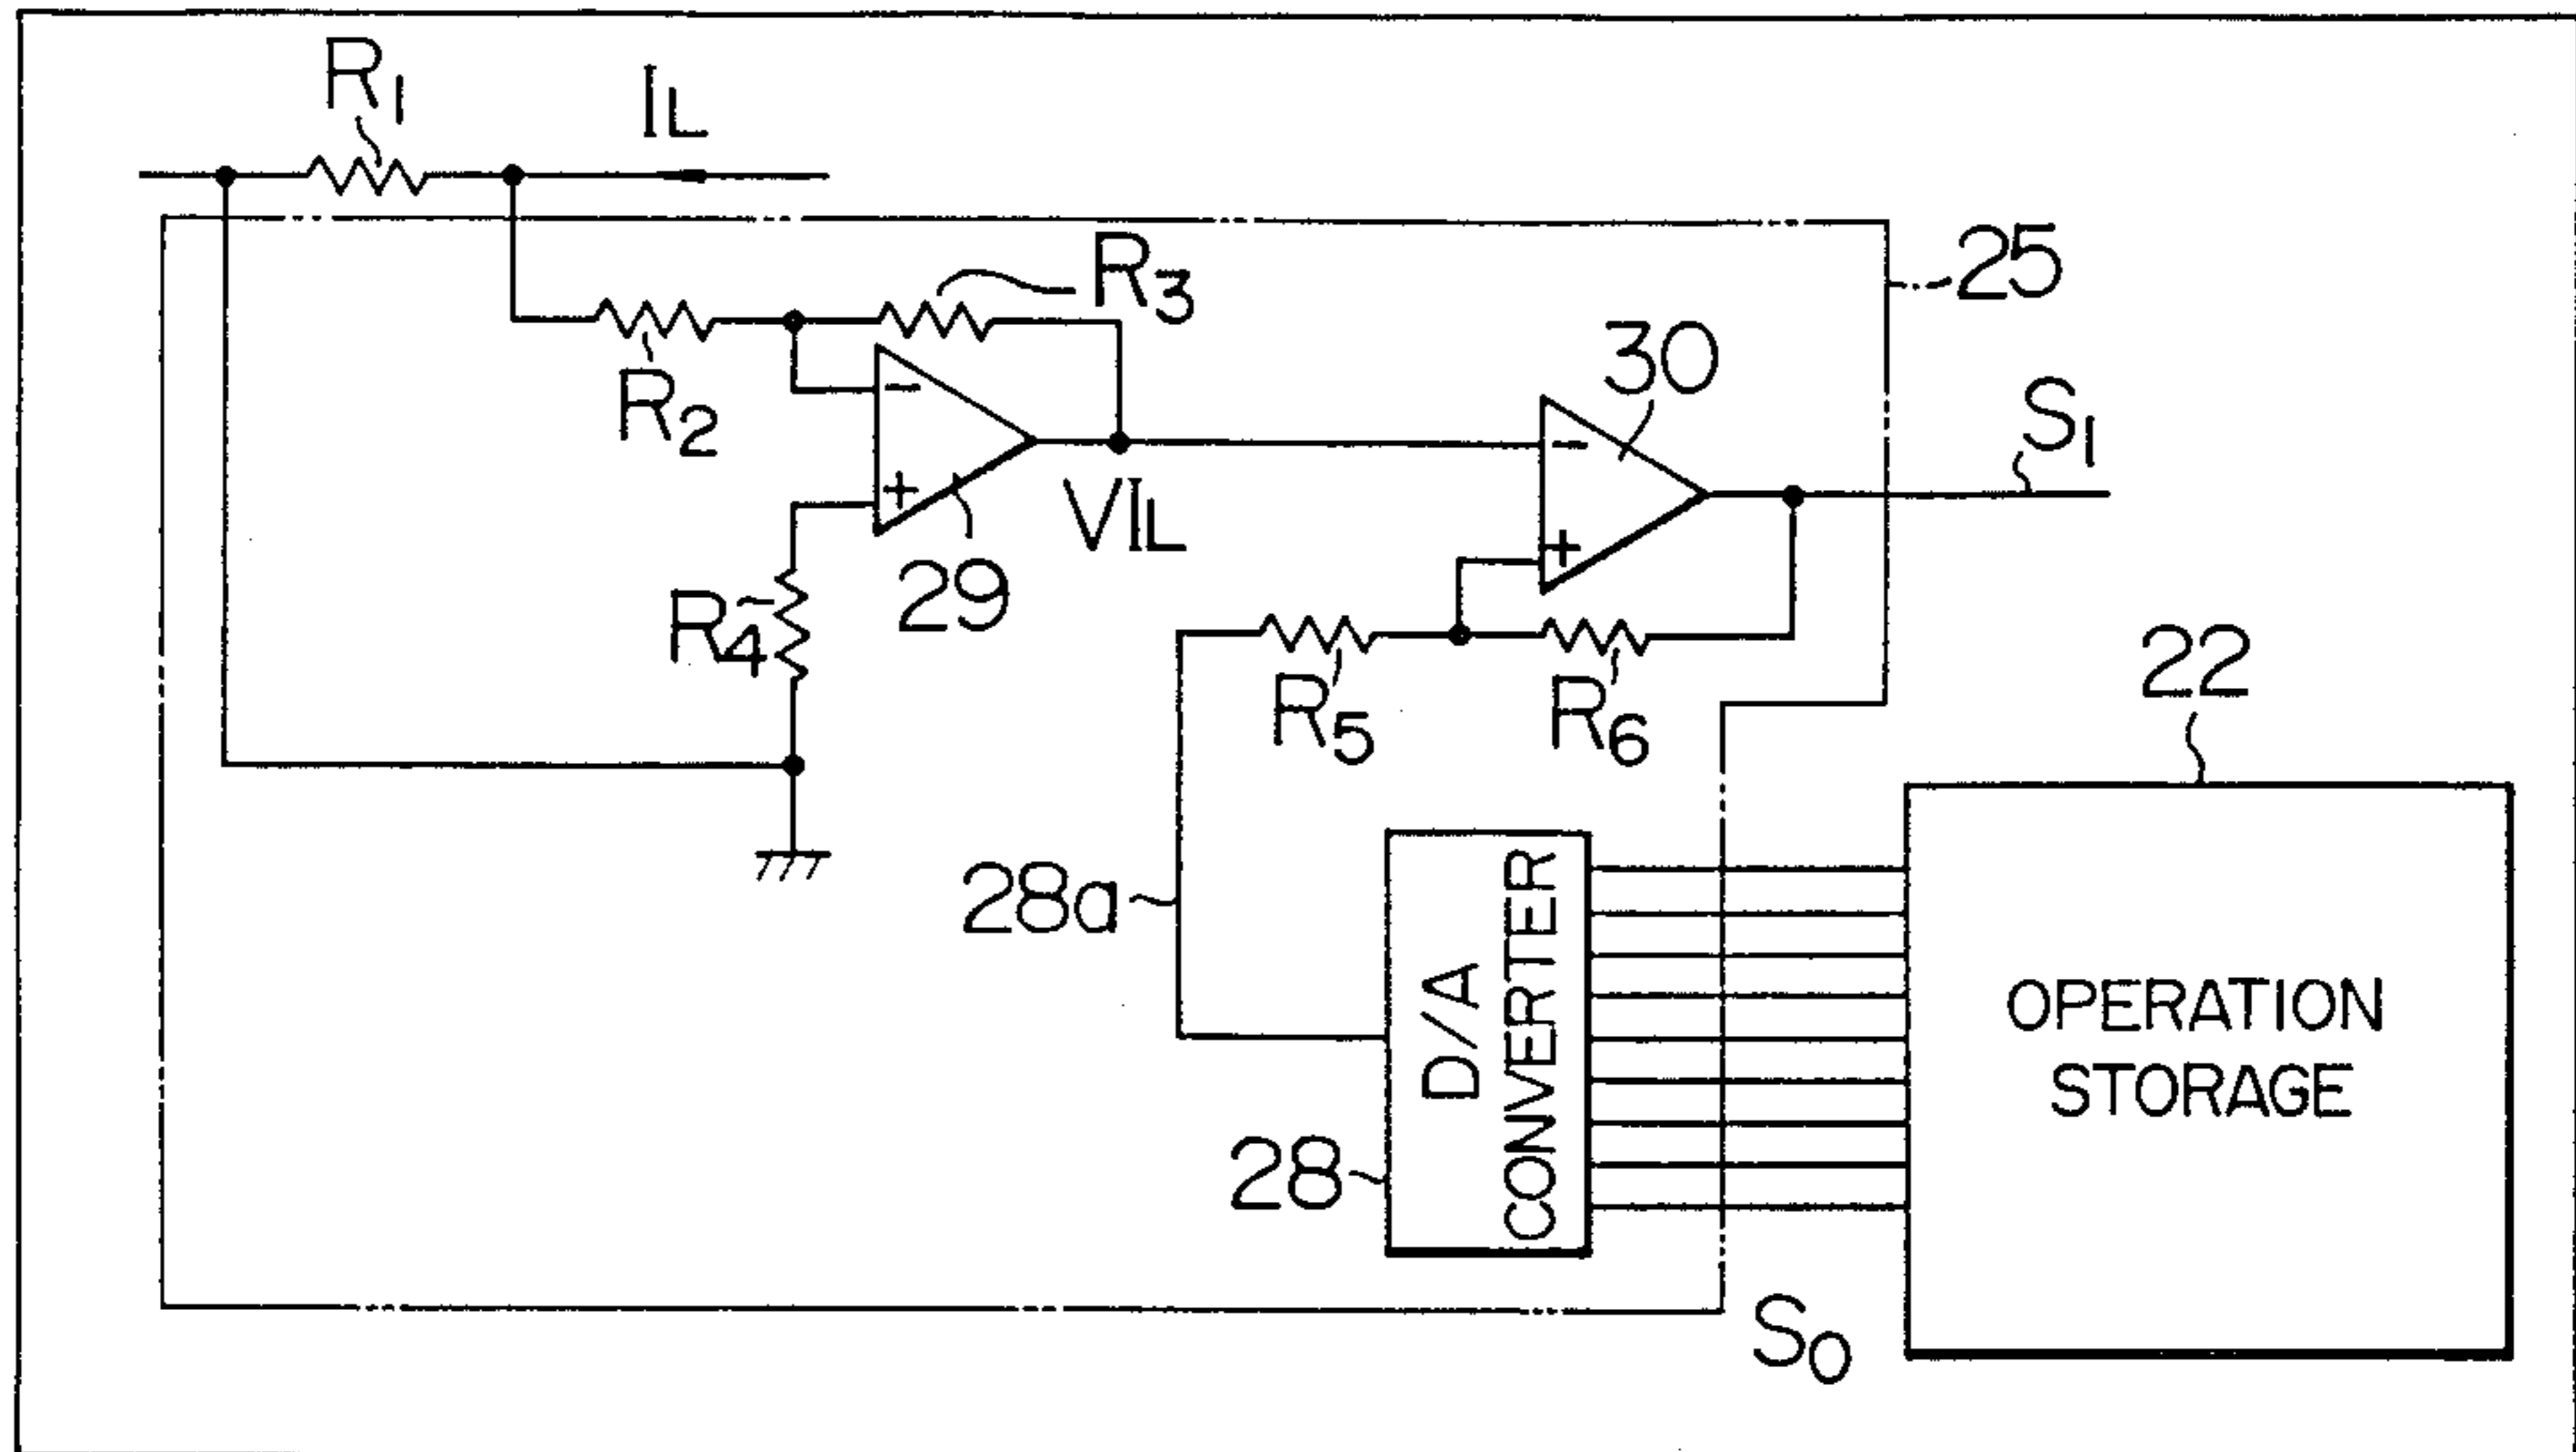 R1
IL
R3
25
R2
30
S1
VIL
29
R4
R5
R6
22
28a
D/A
CONVERTER
OPERATION
STORAGE
28
S0